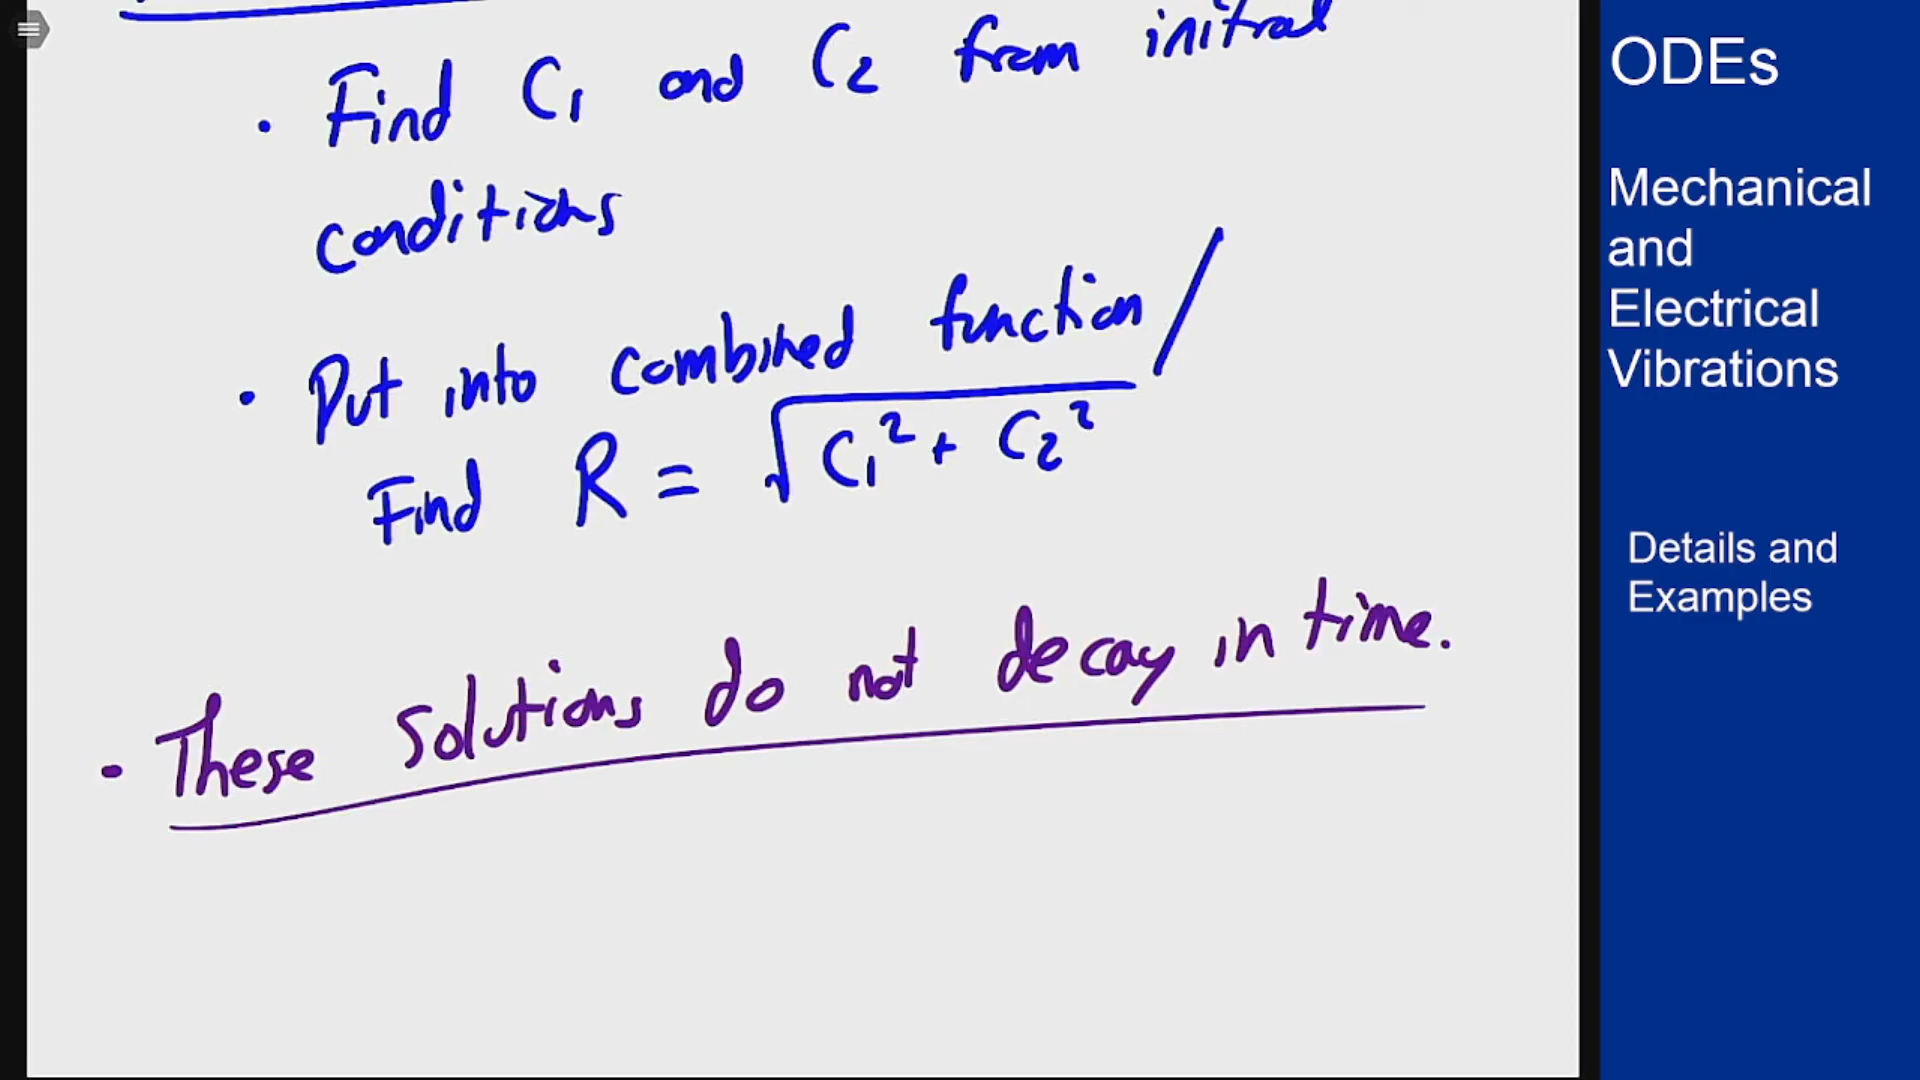 · Find C₁ and C₂ from initial
conditions
· Put into combined function/
Find R = √(C₁² + C₂²)
· These solutions do not decay in time.
ODEs
Mechanical
and
Electrical
Vibrations
Details and
Examples